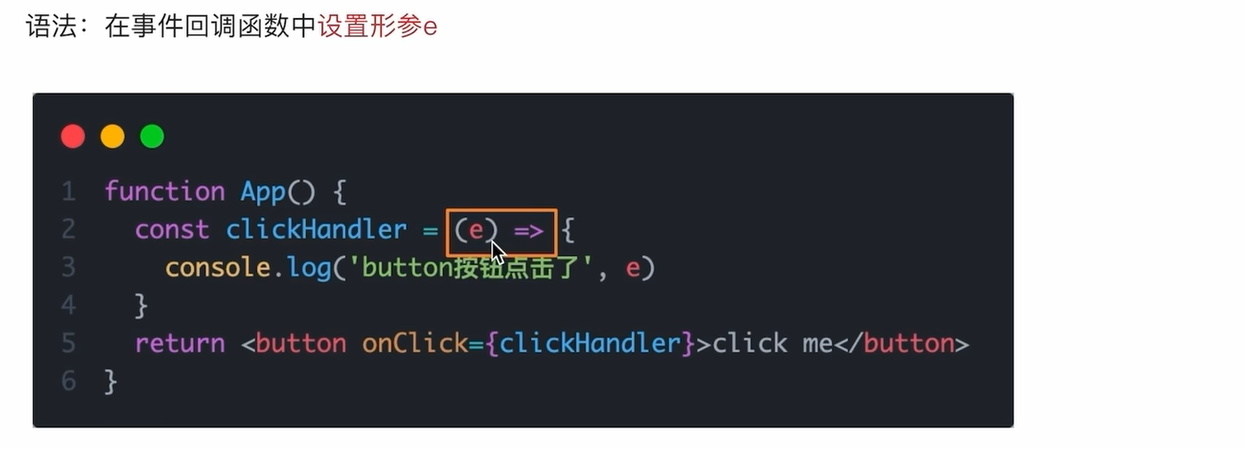 语法：在事件回调函数中设置形参e
1 function App() {
2   const clickHandler = (e) => {
3     console.log('button按钮点击了', e)
4   }
5   return <button onClick={clickHandler}>click me</button>
6 }